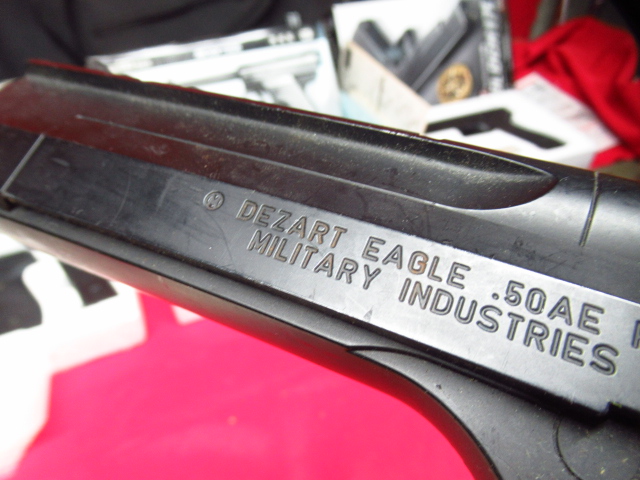 Ⓗ DEZART EAGLE .50AE
MILITARY INDUSTRIES